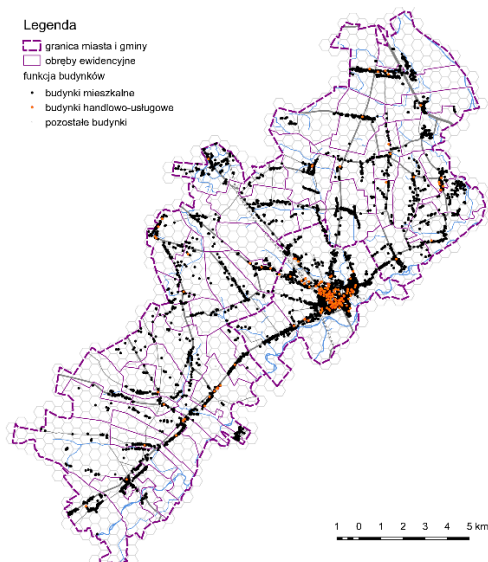 Legenda
granica miasta i gminy
obręby ewidencyjne
funkcja budynków
budynki mieszkalne
budynki handlowo-usługowe
pozostałe budynki
1 0 1 2 3 4 5 km